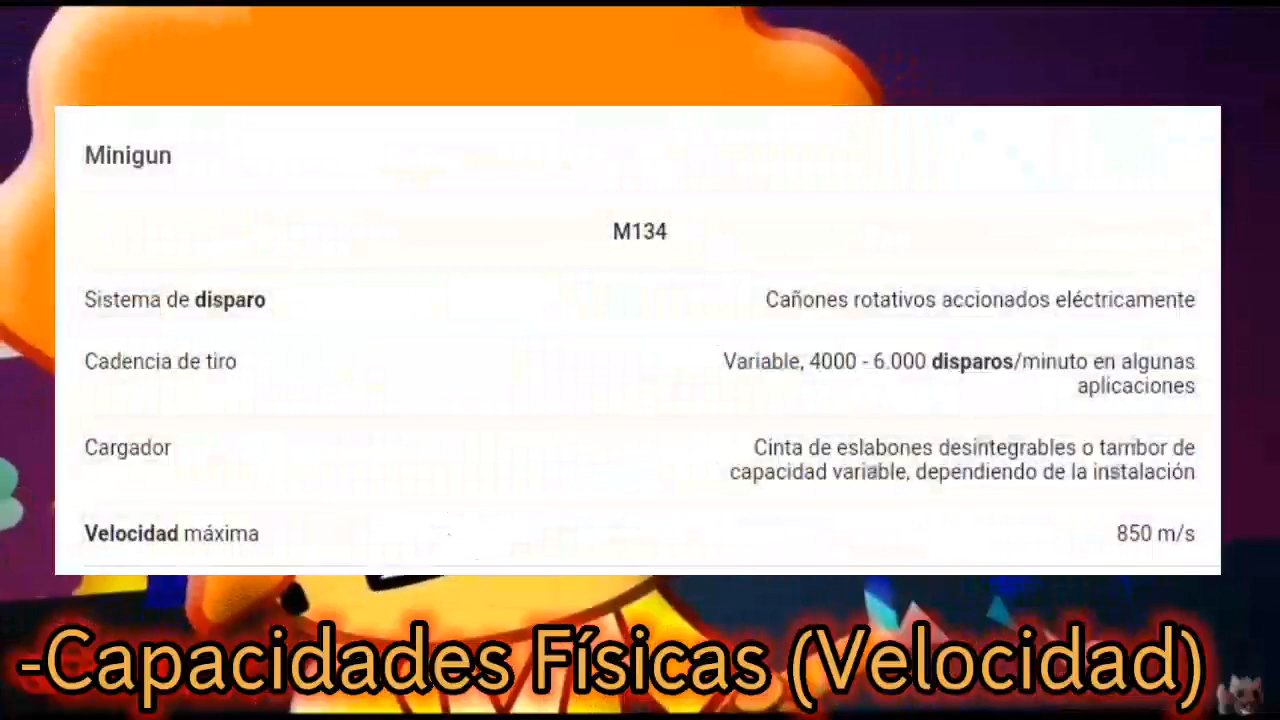 Minigun
M134
Sistema de disparo
Cañones rotativos accionados eléctricamente
Cadencia de tiro
Variable, 4000 - 6.000 disparos/minuto en algunas
aplicaciones
Cargador
Cinta de eslabones desintegrables o tambor de
capacidad variable, dependiendo de la instalación
Velocidad máxima
850 m/s
-Capacidades Físicas (Velocidad)